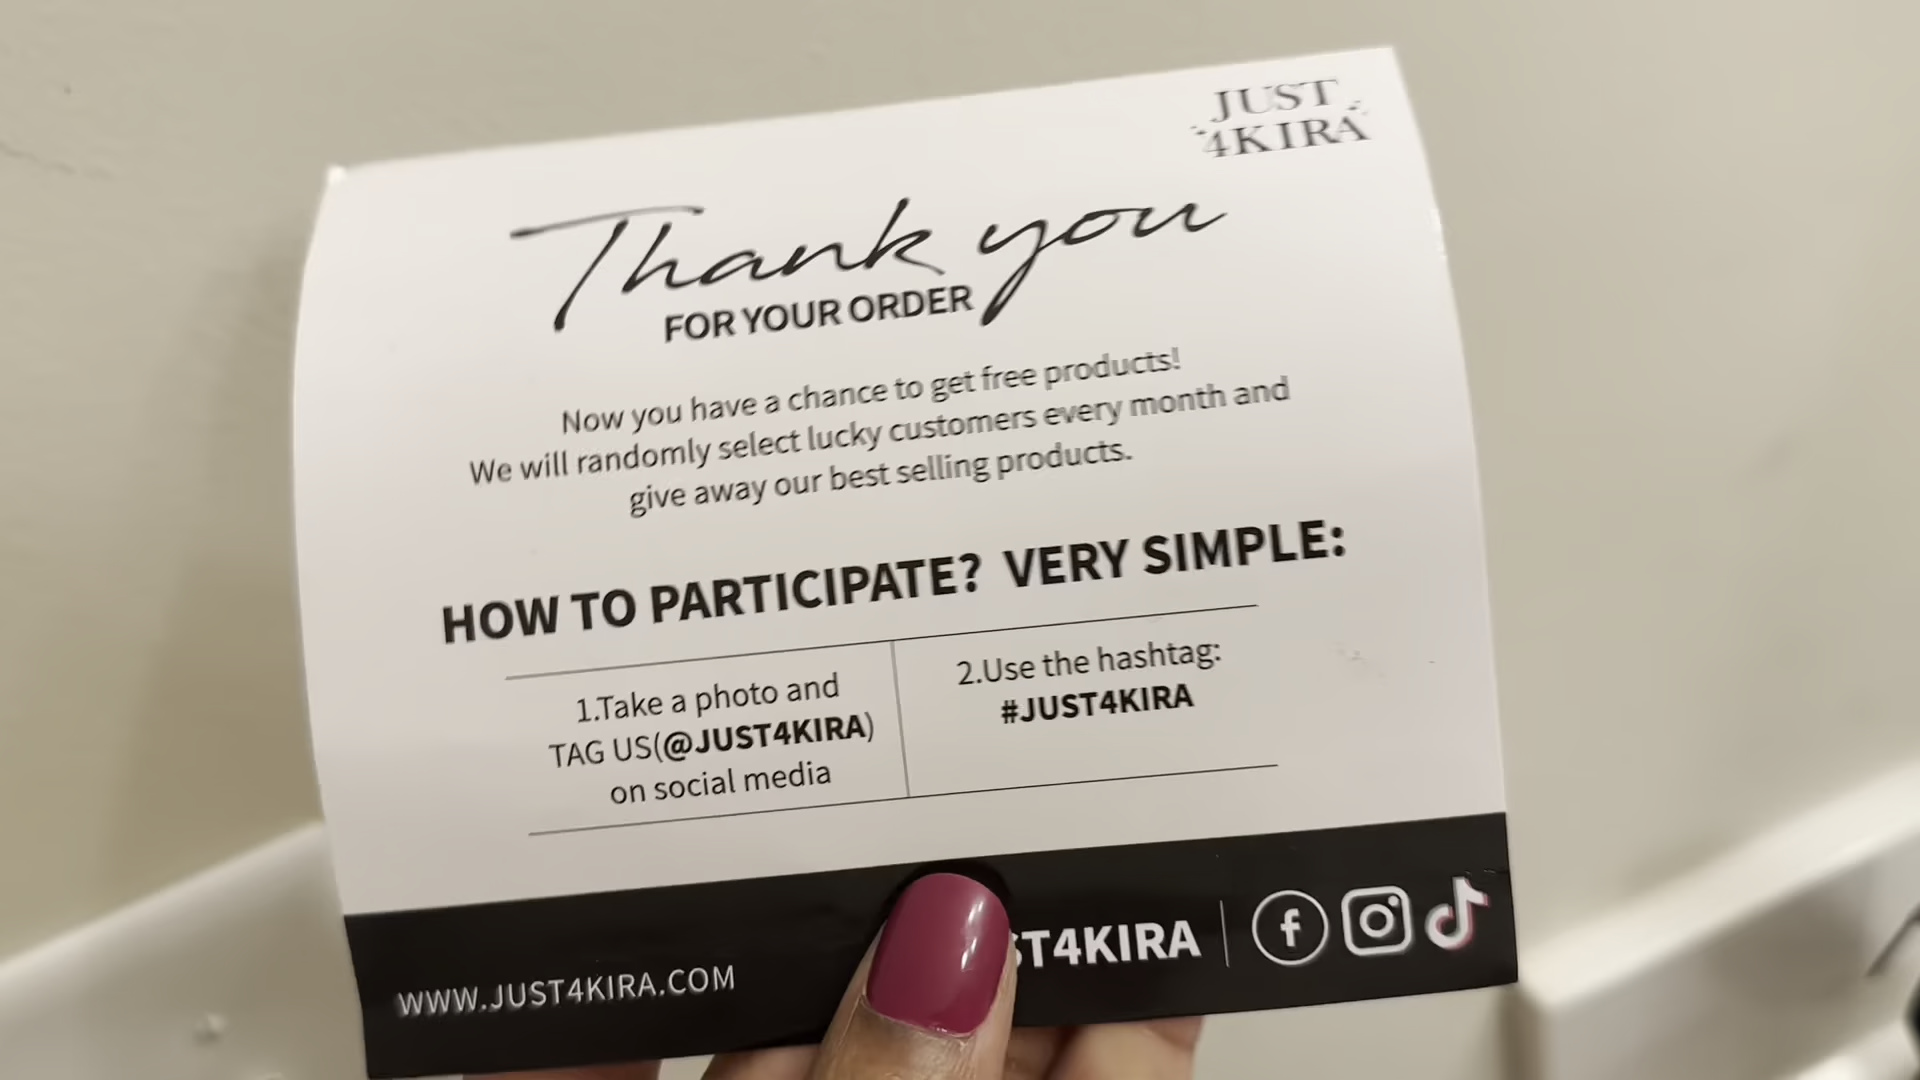 JUST
4KIRA
Thank you
FOR YOUR ORDER
Now you have a chance to get free products!
We will randomly select lucky customers every month and
give away our best selling products.
HOW TO PARTICIPATE? VERY SIMPLE:
1.Take a photo and
TAG US(@JUST4KIRA)
on social media
2.Use the hashtag:
#JUST4KIRA
WWW.JUST4KIRA.COM
ST4KIRA